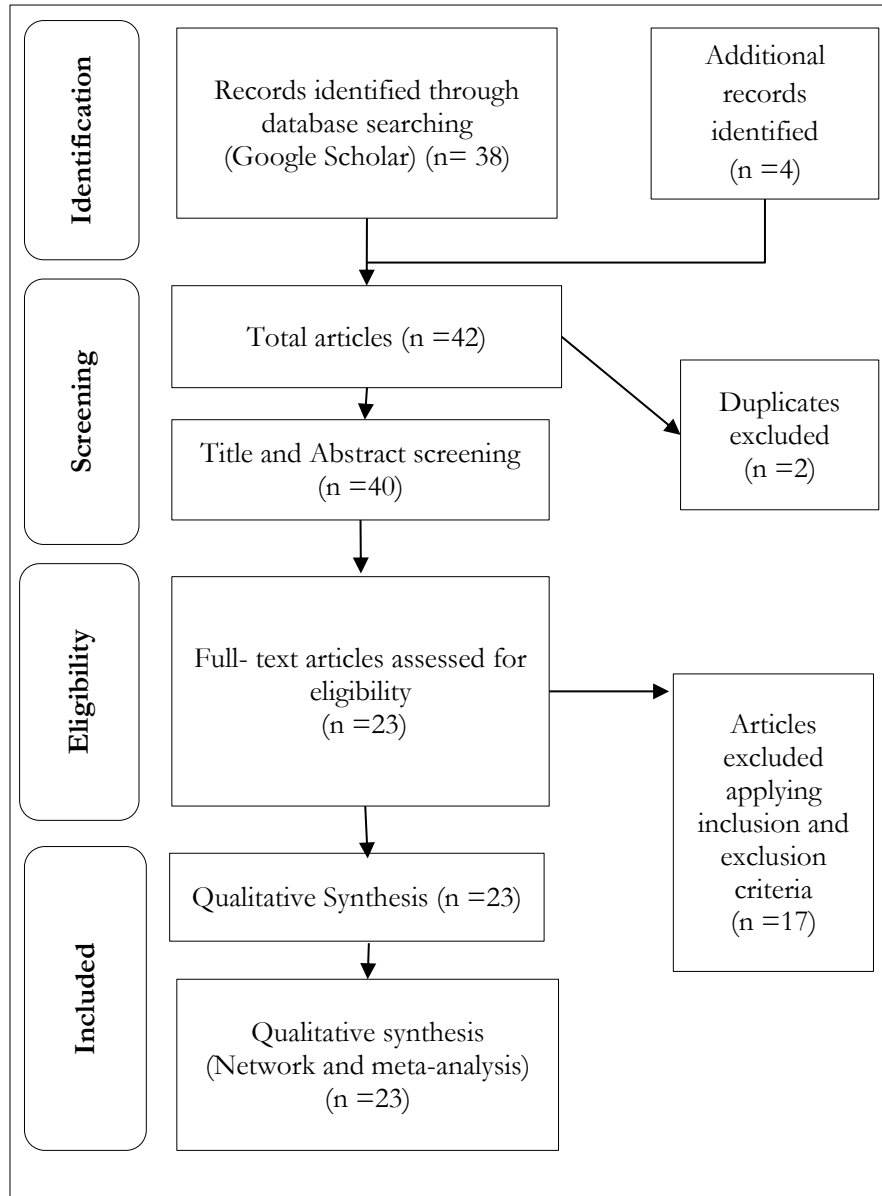 Identification
Records identified through
database searching
(Google Scholar) (n= 38)
Additional
records
identified
(n =4)
Screening
Total articles (n =42)
Duplicates
excluded
(n =2)
Title and Abstract screening
(n =40)
Eligibility
Full- text articles assessed for
eligibility
(n =23)
Articles
excluded
applying
inclusion and
exclusion
criteria
(n =17)
Included
Qualitative Synthesis (n =23)
Qualitative synthesis
(Network and meta-analysis)
(n =23)